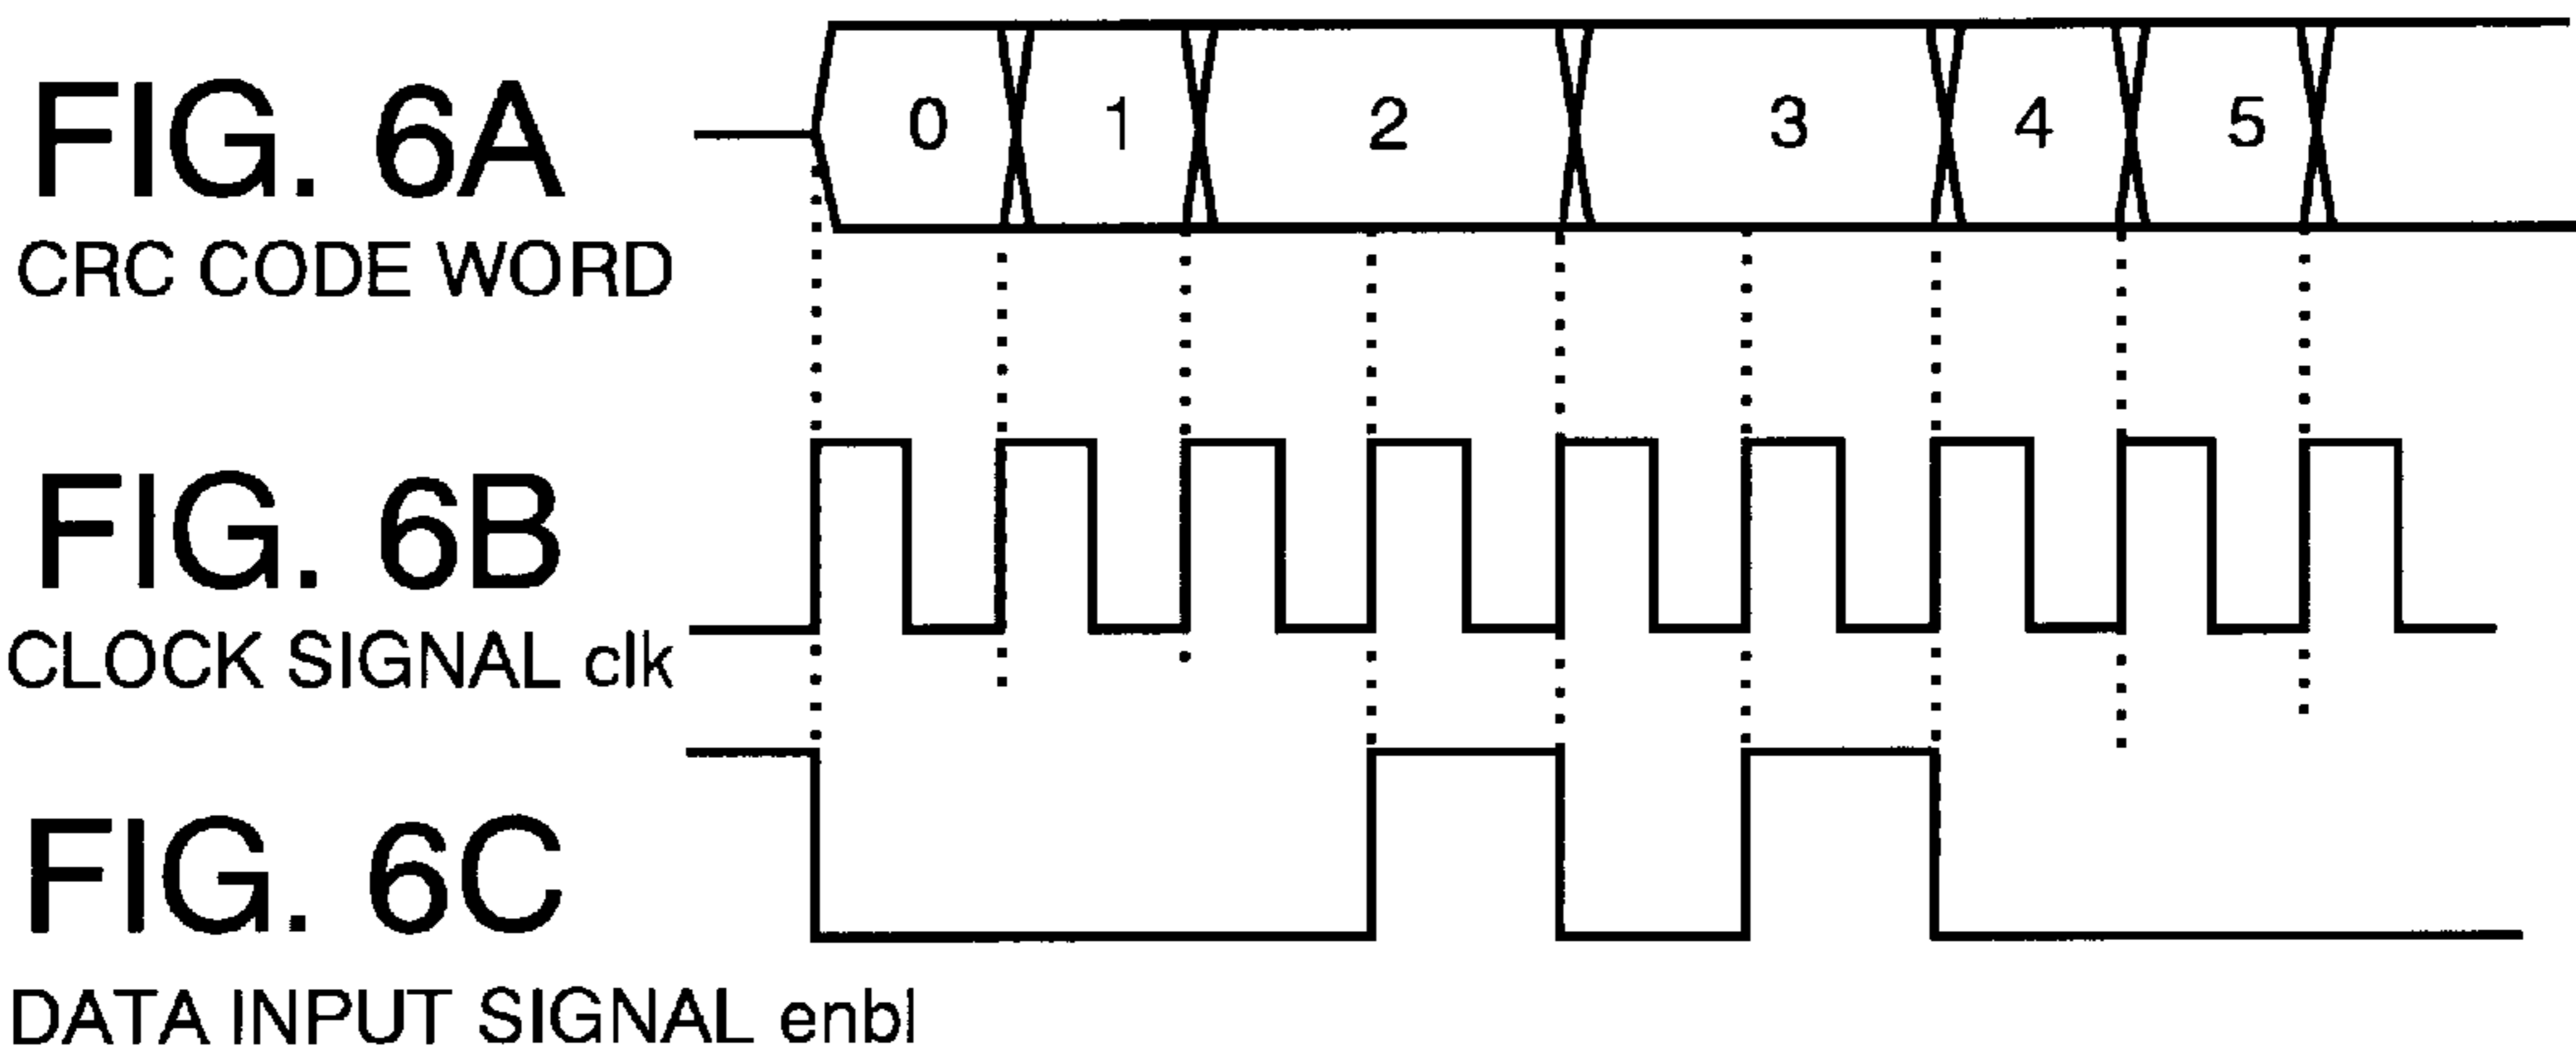 FIG. 6A
CRC CODE WORD
0 1 2 3 4 5
FIG. 6B
CLOCK SIGNAL clk
FIG. 6C
DATA INPUT SIGNAL enbl